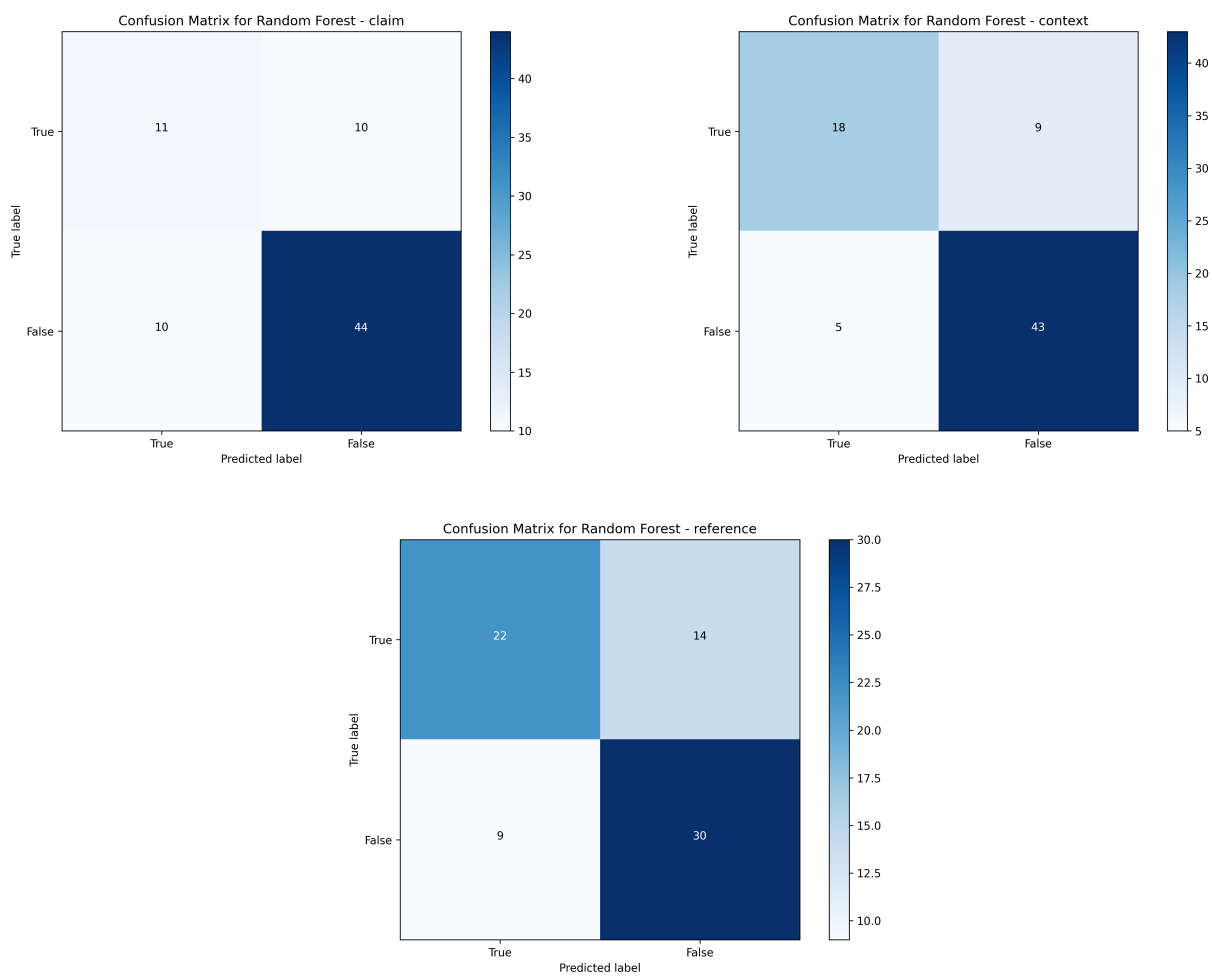 Confusion Matrix for Random Forest - claim
True label
True
False
11
10
10
44
True
False
Predicted label
40
35
30
25
20
15
10
Confusion Matrix for Random Forest - context
True label
True
False
18
9
5
43
True
False
Predicted label
40
35
30
25
20
15
10
5
Confusion Matrix for Random Forest - reference
True label
True
False
22
14
9
30
True
False
Predicted label
30.0
27.5
25.0
22.5
20.0
17.5
15.0
12.5
10.0